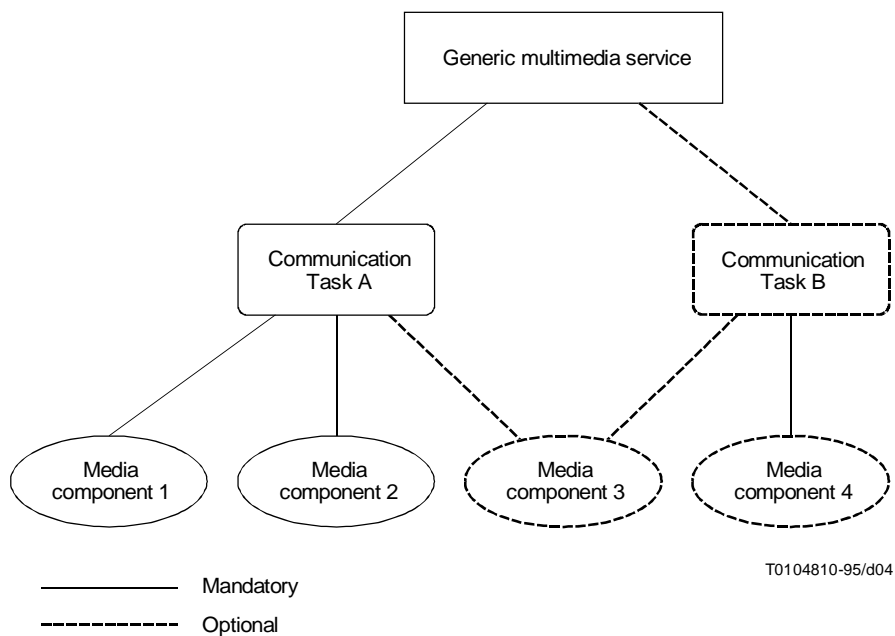 Generic multimedia service
Communication
Task A
Communication
Task B
Media
component 1
Media
component 2
Media
component 3
Media
component 4
T0104810-95/d04
Mandatory
Optional